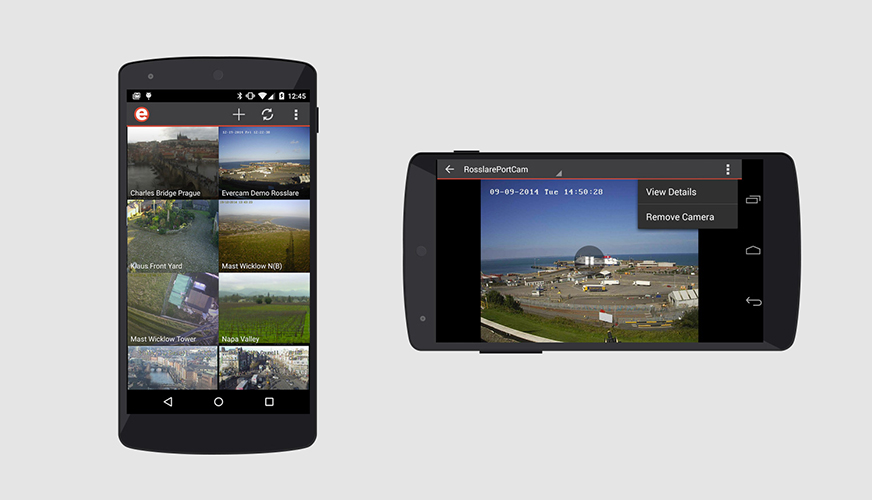 12:45
e
Charles Bridge Prague
Evercam Demo Rosslare
Klaus Front Yard
Mast Wicklow N(B)
Mast Wicklow Tower
Napa Valley
RosslarePortCam
09-09-2014 Tue 14:50:28
View Details
Remove Camera